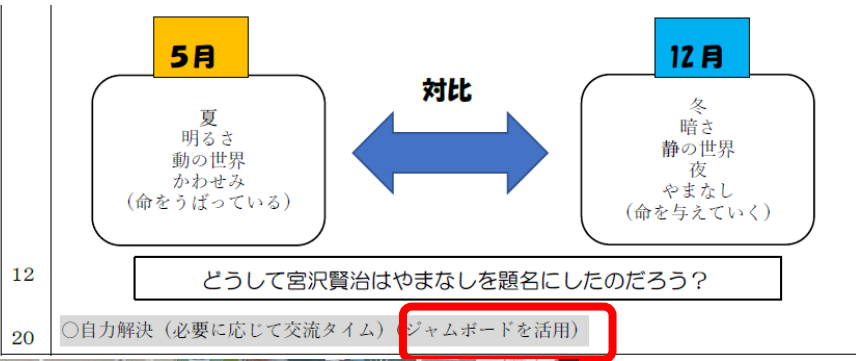 5月
12月
対比
夏
明るさ
動の世界
かわせみ
(命をうばっている)
冬
暗さ
静の世界
夜
やまなし
(命を与えていく)
12
どうして宮沢賢治はやまなしを題名にしたのだろう？
20
○自力解決（必要に応じて交流タイム）（ジャムボードを活用）